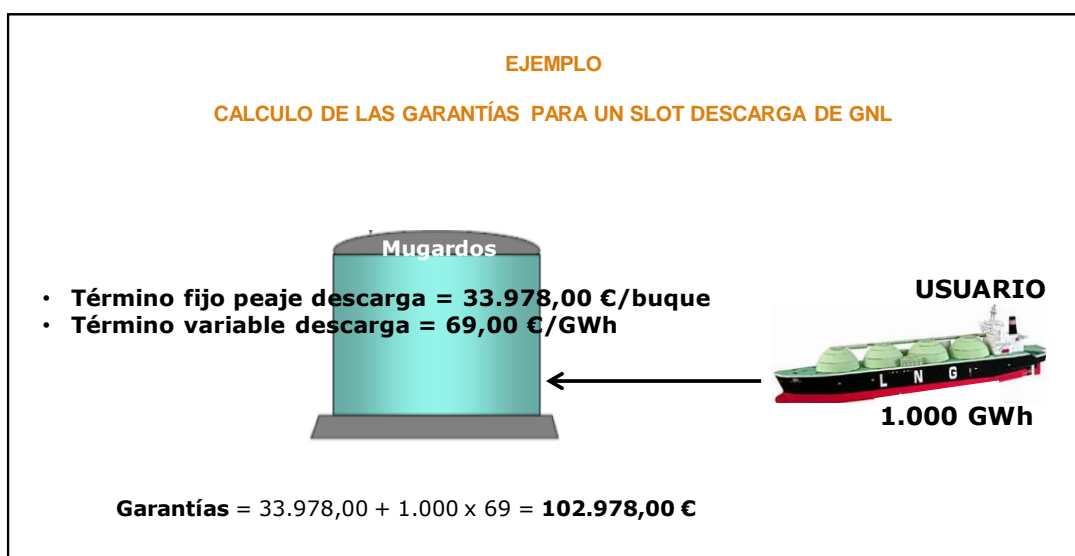 EJEMPLO
CALCULO DE LAS GARANTÍAS PARA UN SLOT DESCARGA DE GNL
Mugardos
• Término fijo peaje descarga = 33.978,00 €/buque
• Término variable descarga = 69,00 €/GWh
USUARIO
L N G
1.000 GWh
Garantías = 33.978,00 + 1.000 x 69 = 102.978,00 €